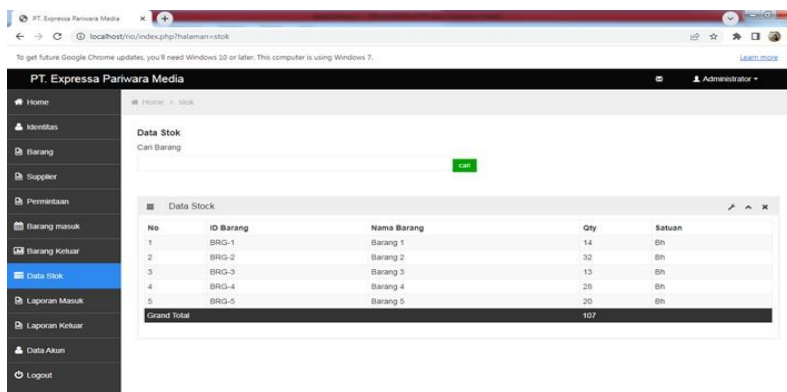 PT. Expressa Pariwara Media
localhost/rio/index.php?halaman=stok
To get future Google Chrome updates, you'll need Windows 10 or later. This computer is using Windows 7.
Learn more
PT. Expressa Pariwara Media
Administrator
Home
Home > stok
Identitas
Barang
Supplier
Permintaan
Barang masuk
Barang Keluar
Data Stok
Laporan Masuk
Laporan Keluar
Data Akun
Logout
Data Stok
Cari Barang
cari
Data Stock
No ID Barang Nama Barang Qty Satuan
1 BRG-1 Barang 1 14 Bh
2 BRG-2 Barang 2 32 Bh
3 BRG-3 Barang 3 13 Bh
4 BRG-4 Barang 4 28 Bh
5 BRG-5 Barang 5 20 Bh
Grand Total 107